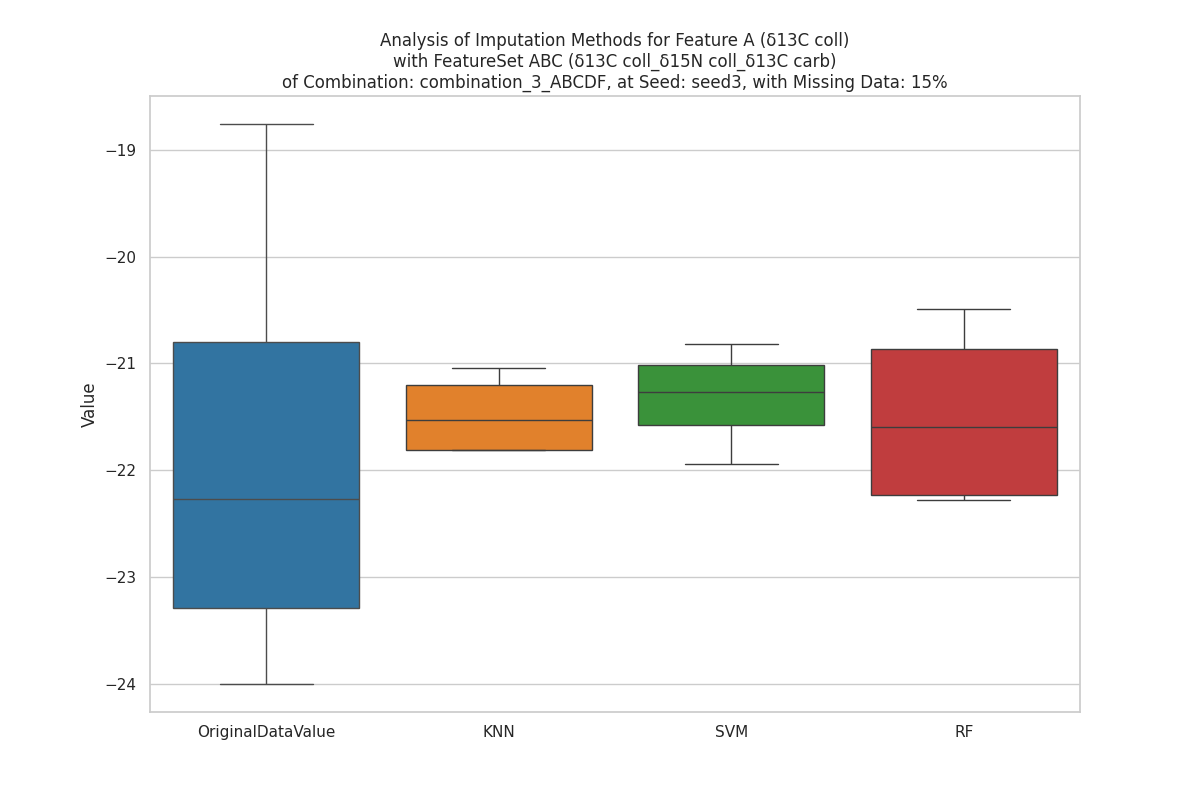 Analysis of Imputation Methods for Feature A (δ13C coll)
with FeatureSet ABC (δ13C coll_δ15N coll_δ13C carb)
of Combination: combination_3_ABCDF, at Seed: seed3, with Missing Data: 15%
−19
−20
−21
−22
−23
−24
Value
OriginalDataValue
KNN
SVM
RF